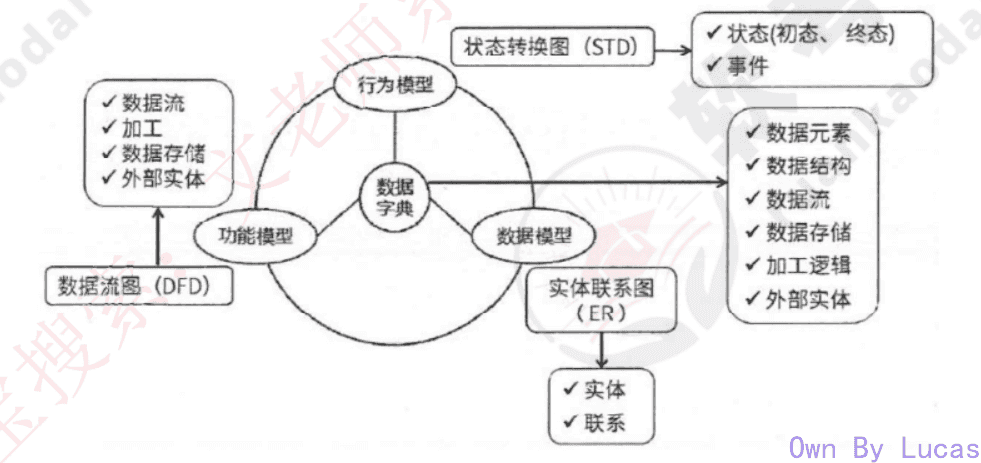 状态转换图（STD）
✓ 状态(初态、 终态)
✓ 事件
行为模型
✓ 数据流
✓ 加工
✓ 数据存储
✓ 外部实体
数据
字典
功能模型
数据模型
✓ 数据元素
✓ 数据结构
✓ 数据流
✓ 数据存储
✓ 加工逻辑
✓ 外部实体
数据流图（DFD）
实体联系图
（ER）
✓ 实体
✓ 联系
Own By Lucas